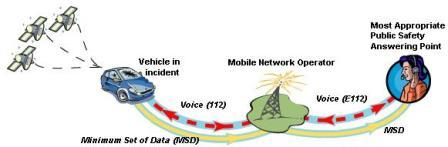 Most Appropriate
Public Safety
Answering Point
Vehicle in
incident
Mobile Network Operator
Voice (112)
Voice (E112)
Minimum Set of Data (MSD)
MSD